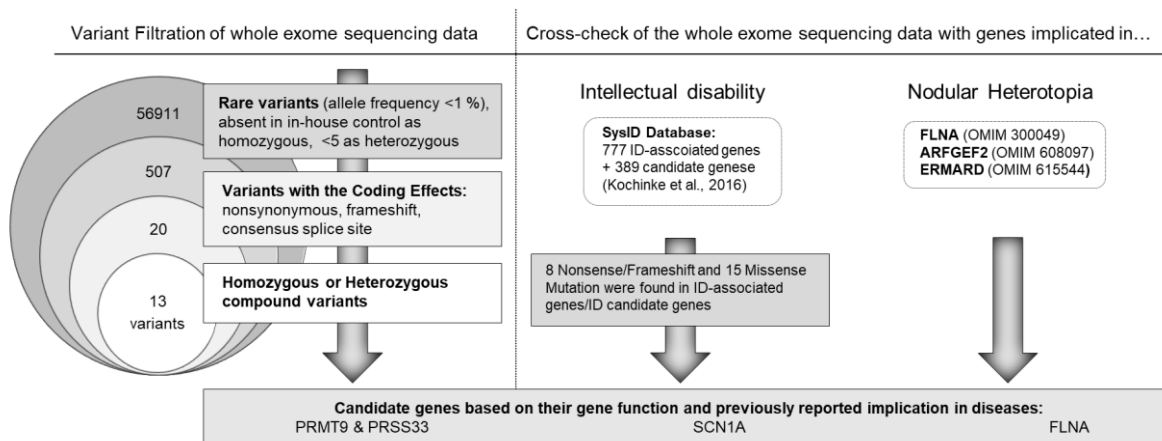 Variant Filtration of whole exome sequencing data
Cross-check of the whole exome sequencing data with genes implicated in…
56911
507
20
13
variants
Rare variants (allele frequency <1 %),
absent in in-house control as
homozygous, <5 as heterozygous
Variants with the Coding Effects:
nonsynonymous, frameshift,
consensus splice site
Homozygous or Heterozygous
compound variants
Intellectual disability
SysID Database:
777 ID-asscoiated genes
+ 389 candidate genese
(Kochinke et al., 2016)
8 Nonsense/Frameshift and 15 Missense
Mutation were found in ID-associated
genes/ID candidate genes
Nodular Heterotopia
FLNA (OMIM 300049)
ARFGEF2 (OMIM 608097)
ERMARD (OMIM 615544)
Candidate genes based on their gene function and previously reported implication in diseases:
PRMT9 & PRSS33 SCN1A FLNA